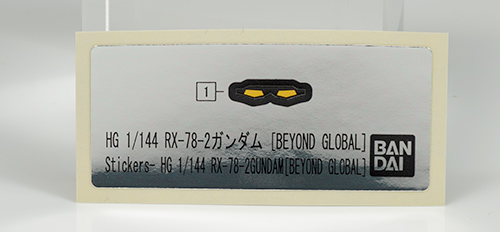 1
HG 1/144 RX-78-2ガンダム [BEYOND GLOBAL]
Stickers- HG 1/144 RX-78-2GUNDAM[BEYOND GLOBAL]
BAN
DAI